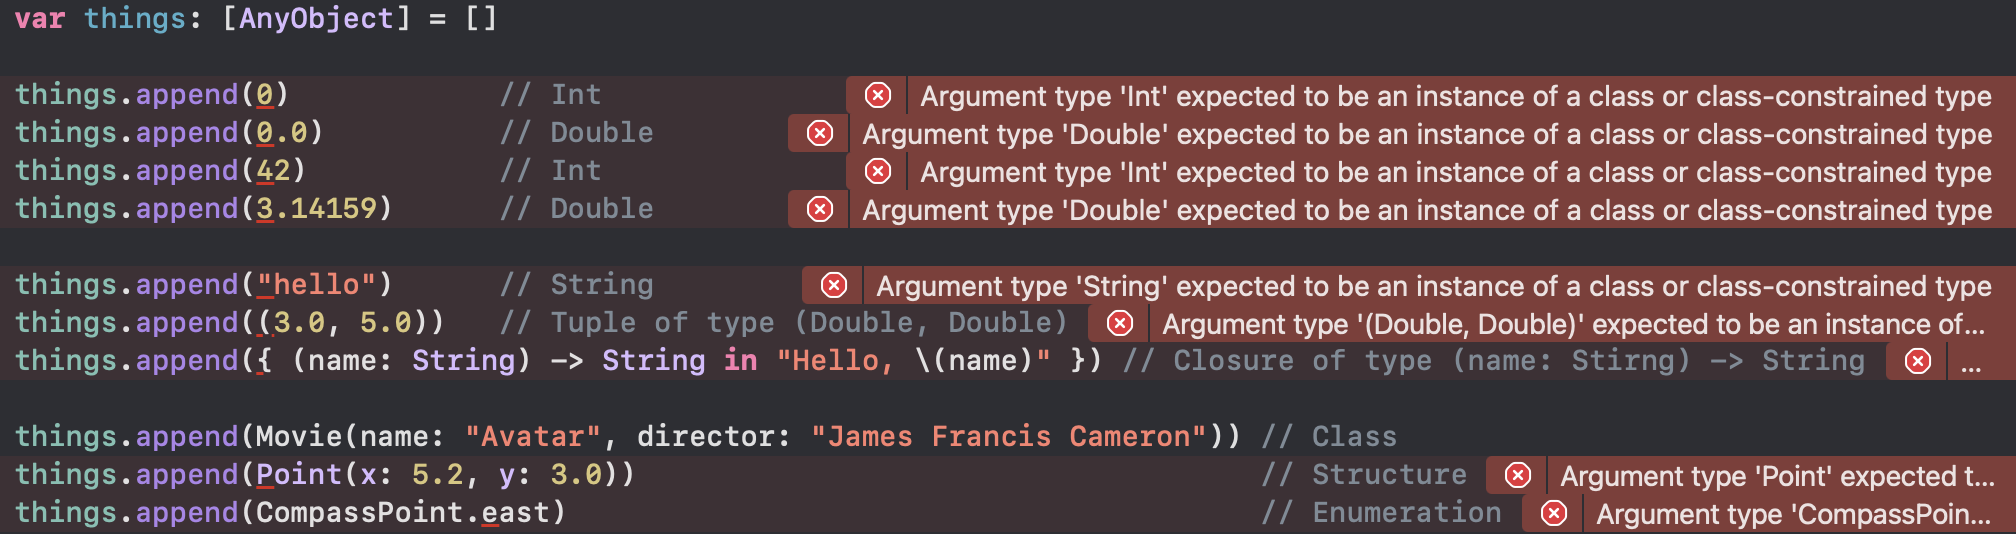 var things: [AnyObject] = []
things.append(0) // Int Argument type 'Int' expected to be an instance of a class or class-constrained type
things.append(0.0) // Double Argument type 'Double' expected to be an instance of a class or class-constrained type
things.append(42) // Int Argument type 'Int' expected to be an instance of a class or class-constrained type
things.append(3.14159) // Double Argument type 'Double' expected to be an instance of a class or class-constrained type
things.append("hello") // String Argument type 'String' expected to be an instance of a class or class-constrained type
things.append((3.0, 5.0)) // Tuple of type (Double, Double) Argument type '(Double, Double)' expected to be an instance of...
things.append({ (name: String) -> String in "Hello, \(name)" }) // Closure of type (name: Stirng) -> String ...
things.append(Movie(name: "Avatar", director: "James Francis Cameron")) // Class
things.append(Point(x: 5.2, y: 3.0)) // Structure Argument type 'Point' expected t...
things.append(CompassPoint.east) // Enumeration Argument type 'CompassPoin...